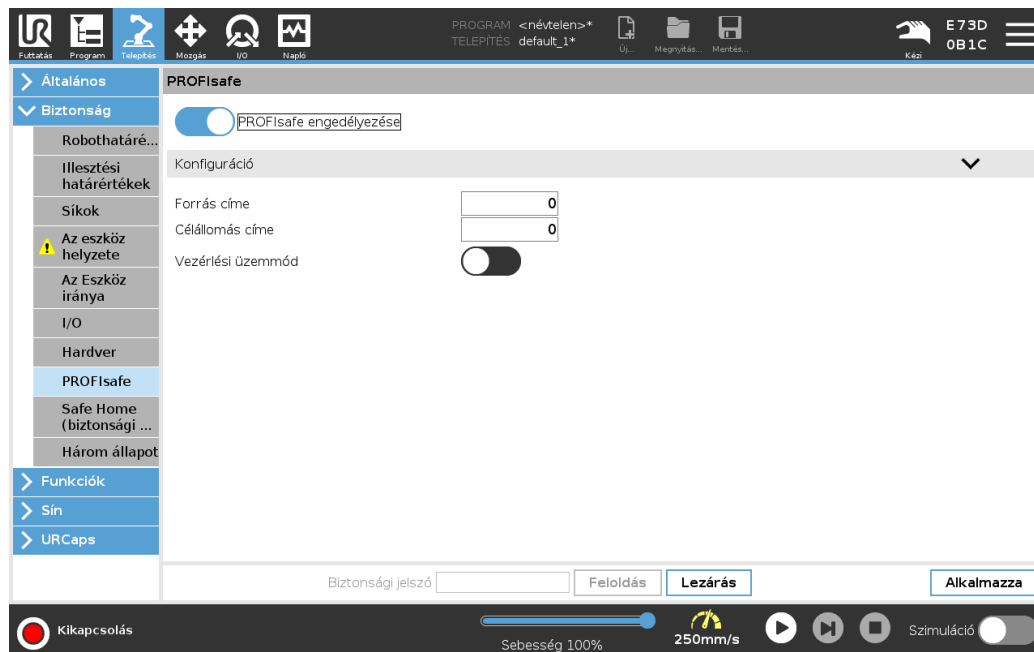 UR
Futtatás
Program
Telepítés
Mozgás
I/O
Napló
PROGRAM <névtelen>*
TELEPÍTÉS default_1*
Új...
Megnyitás...
Mentés...
Kézi
E73D
0B1C
Általános
Biztonság
Robothatáré...
Illesztési
határértékek
Síkok
Az eszköz
helyzete
Az Eszköz
iránya
I/O
Hardver
PROFIsafe
Safe Home
(biztonsági ...
Három állapot
Funkciók
Sín
URCaps
PROFIsafe
PROFIsafe engedélyezése
Konfiguráció
Forrás címe 0
Célállomás címe 0
Vezérlési üzemmód
Biztonsági jelszó Feloldás Lezárás Alkalmazza
Kikapcsolás
Sebesség 100%
250mm/s
Szimuláció